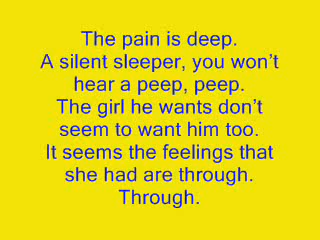 The pain is deep.
A silent sleeper, you won't
hear a peep, peep.
The girl he wants don't
seem to want him too.
It seems the feelings that
she had are through.
Through.